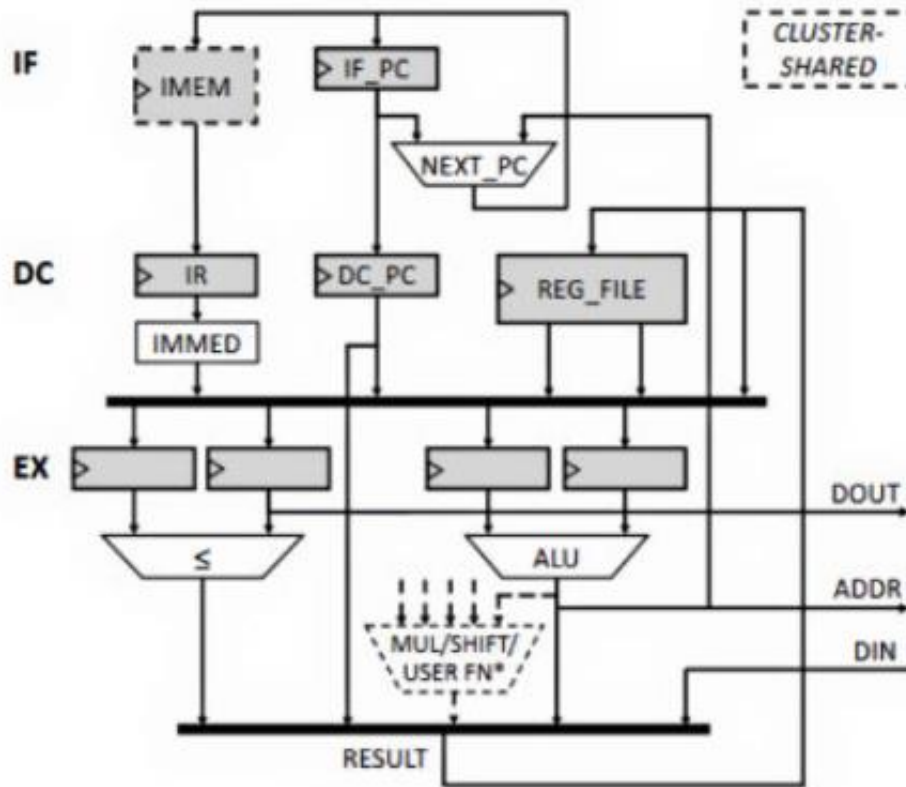 IF
IMEM
IF_PC
CLUSTER-
SHARED
NEXT_PC
DC
IR
DC_PC
REG_FILE
IMMED
EX
DOUT
≤
ALU
ADDR
MUL/SHIFT/
USER FN*
DIN
RESULT